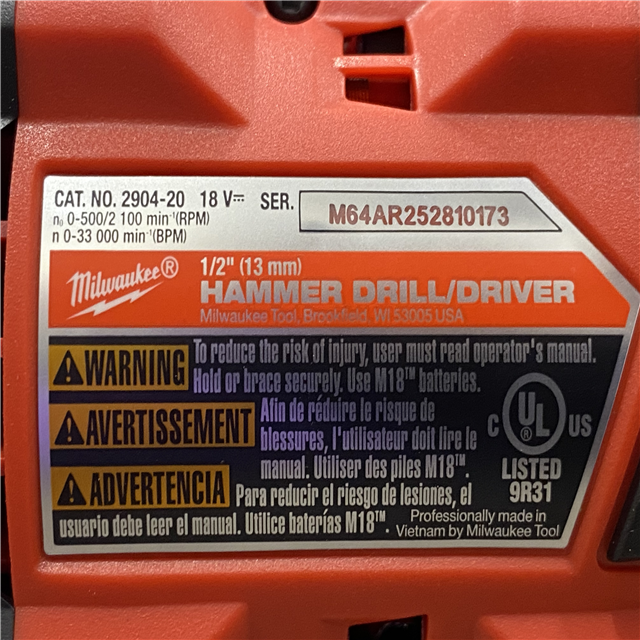 CAT. NO. 2904-20 18 V⎓ SER. M64AR252810173
n₀ 0-500/2 100 min⁻¹(RPM)
n 0-33 000 min⁻¹(BPM)
Milwaukee®
1/2" (13 mm)
HAMMER DRILL/DRIVER
Milwaukee Tool, Brookfield, WI 53005 USA
WARNING To reduce the risk of injury, user must read operator's manual.
Hold or brace securely. Use M18™ batteries.
AVERTISSEMENT Afin de réduire le risque de
blessures, l'utilisateur doit lire le
manual. Utiliser des piles M18™.
ADVERTENCIA Para reducir el riesgo de lesiones, el
usuario debe leer el manual. Utilice baterías M18™.
C UL® US
LISTED
9R31
Professionally made in
Vietnam by Milwaukee Tool